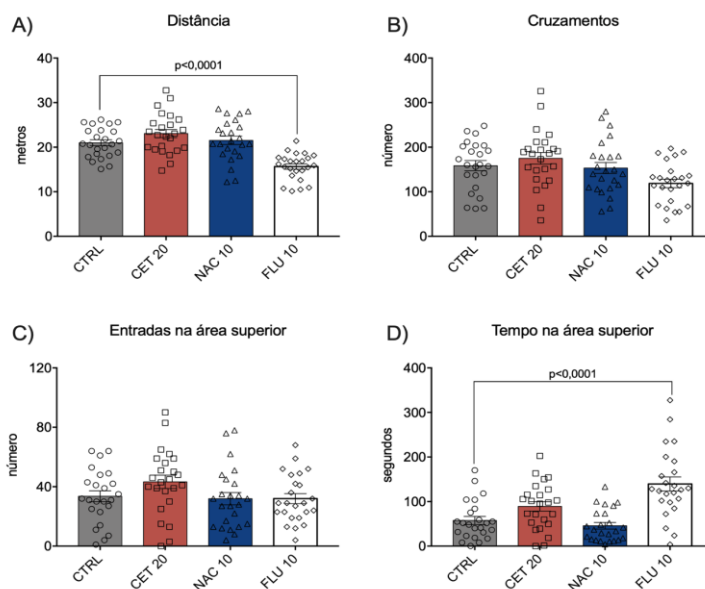 A)
Distância
p<0,0001
metros
40
30
20
10
0
CTRL
CET 20
NAC 10
FLU 10
B)
Cruzamentos
número
400
300
200
100
0
CTRL
CET 20
NAC 10
FLU 10
C)
Entradas na área superior
número
120
80
40
0
CTRL
CET 20
NAC 10
FLU 10
D)
Tempo na área superior
p<0,0001
segundos
400
300
200
100
0
CTRL
CET 20
NAC 10
FLU 10